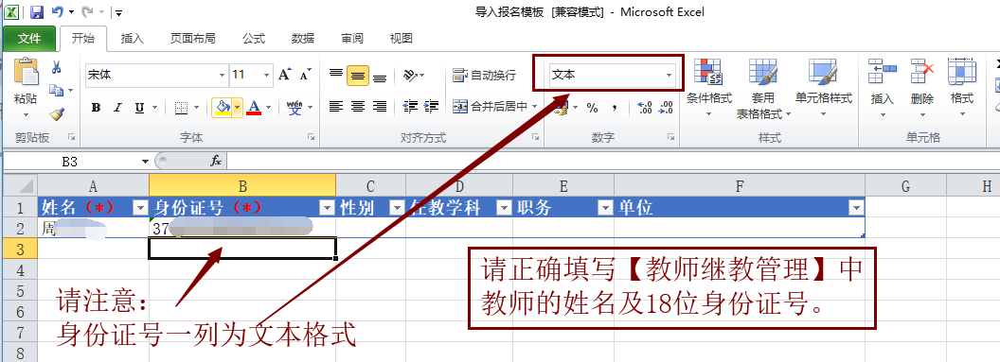 导入报名模板 [兼容模式] - Microsoft Excel
文件 开始 插入 页面布局 公式 数据 审阅 视图
宋体 11 A A 自动换行 文本
粘贴 B I U A wén 变 合并后居中 % , .00 .00 条件格式 套用 表格格式 单元格样式 插入 删除 格式
剪贴板 字体 对齐方式 数字 样式 单元格
B3 fx
A B C D E F G H
1 姓名(*) 身份证号(*) 性别 任教学科 职务 单位
2 周 37
3
4
5
6
7
8
请注意:
身份证号一列为文本格式
请正确填写【教师继教管理】中
教师的姓名及18位身份证号。